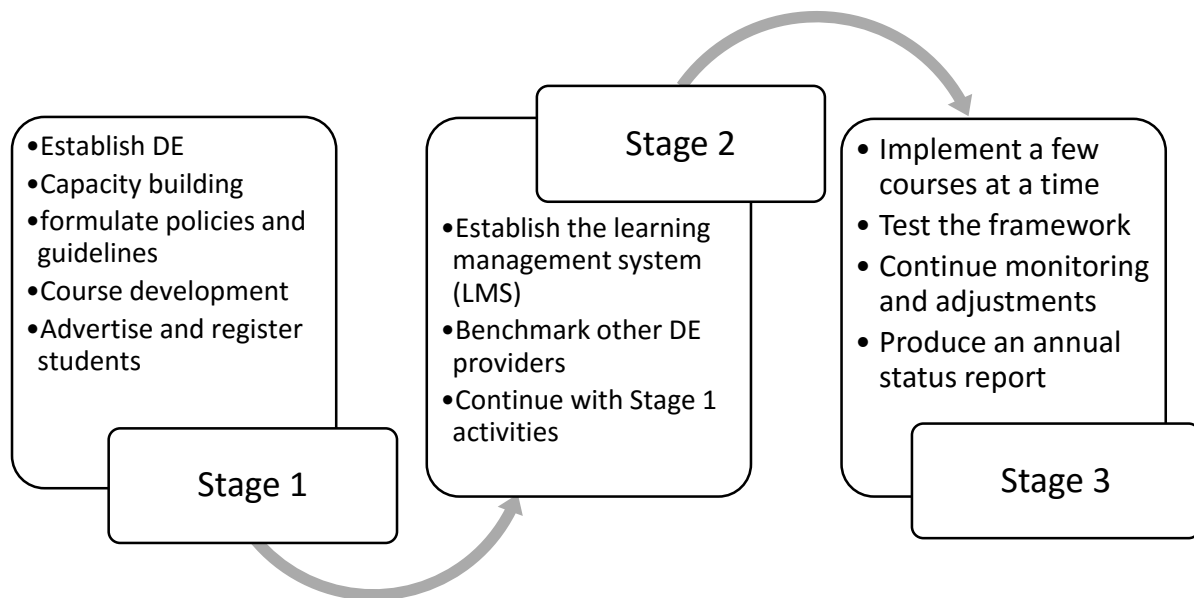 •Establish DE
•Capacity building
•formulate policies and
guidelines
•Course development
•Advertise and register
students
Stage 1
Stage 2
•Establish the learning
management system
(LMS)
•Benchmark other DE
providers
•Continue with Stage 1
activities
• Implement a few
courses at a time
• Test the framework
• Continue monitoring
and adjustments
• Produce an annual
status report
Stage 3